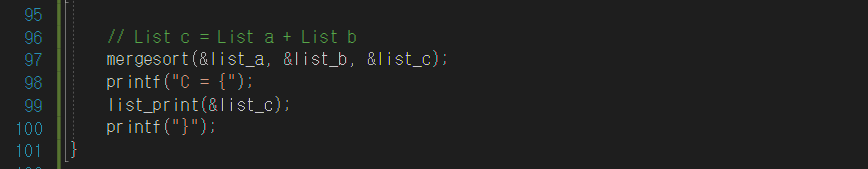 95
96 // List c = List a + List b
97 mergesort(&list_a, &list_b, &list_c);
98 printf("C = {");
99 list_print(&list_c);
100 printf("}");
101 }